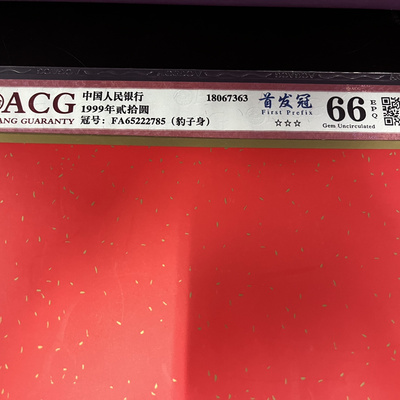 ACG
ANG GUARANTY
中国人民银行
1999年贰拾圆
冠号: FA65222785 (豹子身)
18067363
首发冠
First Prefix
☆☆☆
66
EPQ
Gem Uncirculated